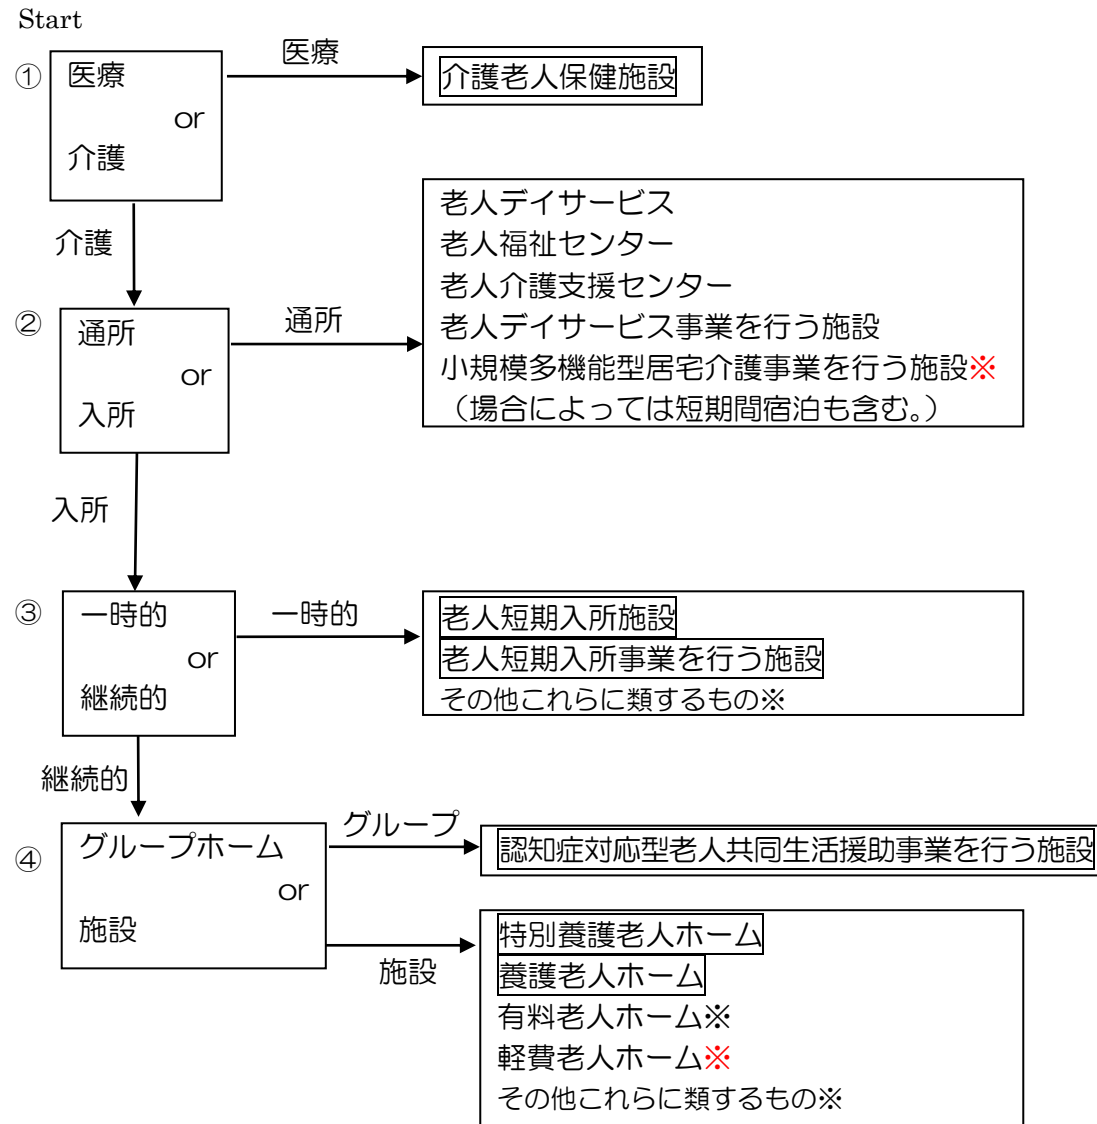 Start
①
医療
or
介護
医療
介護老人保健施設
介護
②
通所
or
入所
通所
老人デイサービス
老人福祉センター
老人介護支援センター
老人デイサービス事業を行う施設
小規模多機能型居宅介護事業を行う施設※
（場合によっては短期間宿泊も含む。）
入所
③
一時的
or
継続的
一時的
老人短期入所施設
老人短期入所事業を行う施設
その他これらに類するもの※
継続的
④
グループホーム
or
施設
グループ
認知症対応型老人共同生活援助事業を行う施設
施設
特別養護老人ホーム
養護老人ホーム
有料老人ホーム※
軽費老人ホーム※
その他これらに類するもの※